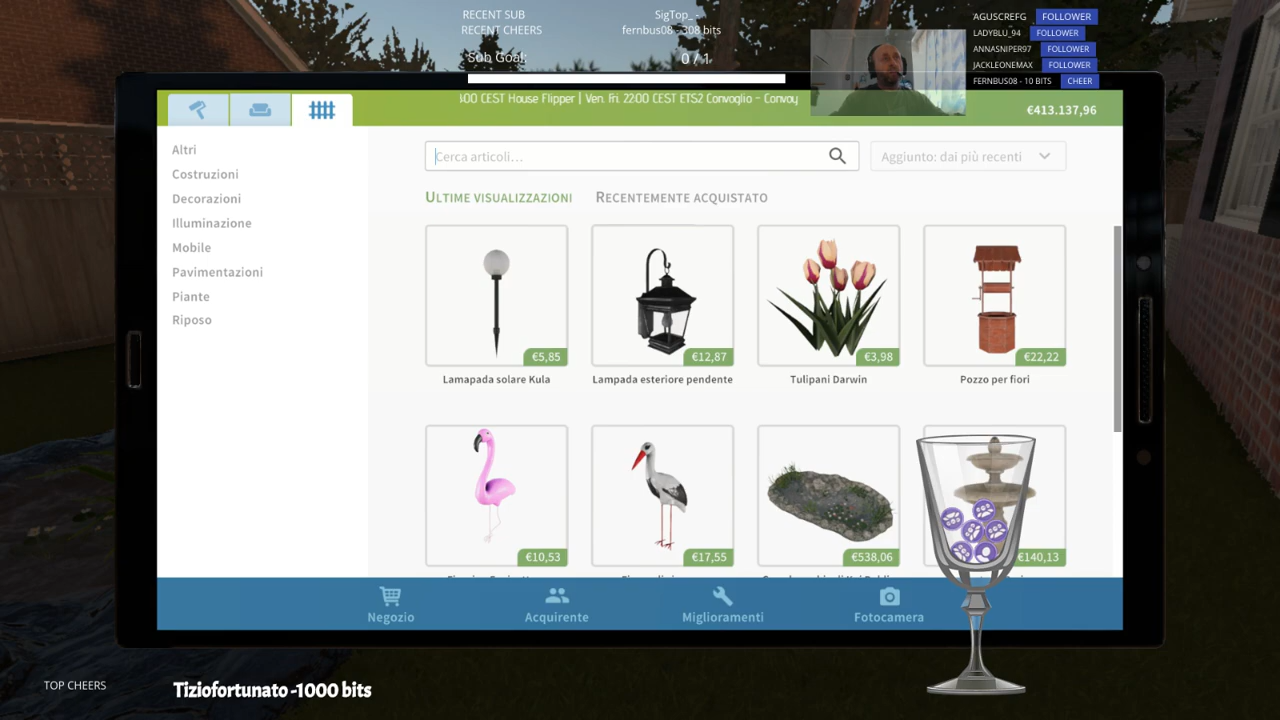 RECENT SUB
SigTop_ -
RECENT CHEERS
fernbus08 - 308 bits
Sub Goal:
0 / 1
AGUSCREFG FOLLOWER
LADYBLU_94 FOLLOWER
ANNASNIPER97 FOLLOWER
JACKLEONEMAX FOLLOWER
FERNBUS08 - 10 BITS CHEER
CEST House Flipper | Ven. Fri. 22:00 CEST ETS2 Convoglio - Convoy
€413.137,96
Altri
Costruzioni
Decorazioni
Illuminazione
Mobile
Pavimentazioni
Piante
Riposo
Cerca articoli...
Aggiunto: dai più recenti
ULTIME VISUALIZZAZIONI
RECENTEMENTE ACQUISTATO
€5,85
€12,87
€3,98
€22,22
Lamapada solare Kula
Lampada esteriore pendente
Tulipani Darwin
Pozzo per fiori
€10,53
€17,55
€538,06
€140,13
Negozio
Acquirente
Miglioramenti
Fotocamera
TOP CHEERS
Tiziofortunato -1000 bits